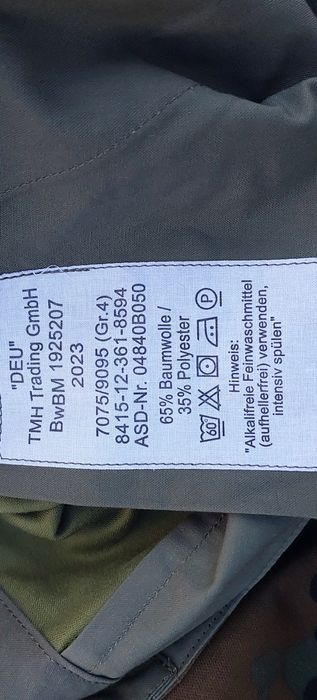 "DEU"
TMH Trading GmbH
BwBM 1925207
2023
7075/9095 (Gr.4)
8415-12-361-8594
ASD-Nr. 04840B050
65% Baumwolle /
35% Polyester
60 P
Hinweis:
"Alkalifreie Feinwaschmittel
(aufhellerfrei) verwenden,
intensiv spülen"